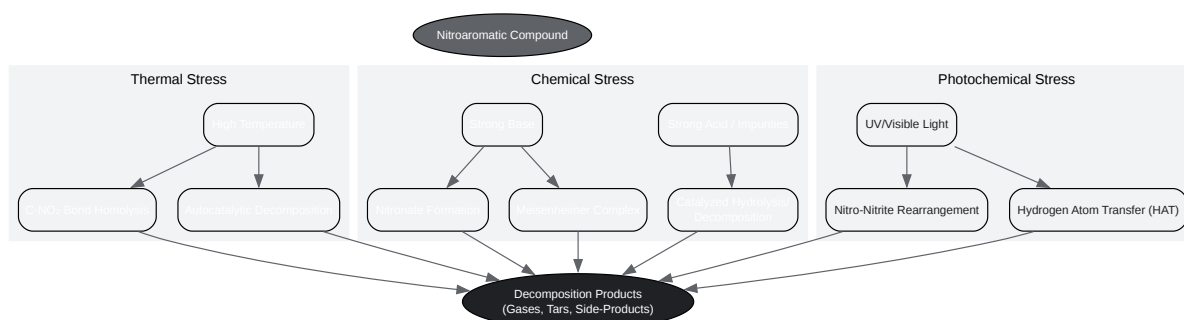 Nitroaromatic Compound
Thermal Stress
Chemical Stress
Photochemical Stress
High Temperature
Strong Base
Strong Acid / Impurities
UV/Visible Light
C-NO₂ Bond Homolysis
Autocatalytic Decomposition
Nitronate Formation
Meisenheimer Complex
Catalyzed Hydrolysis/
Decomposition
Nitro-Nitrite Rearrangement
Hydrogen Atom Transfer (HAT)
Decomposition Products
(Gases, Tars, Side-Products)